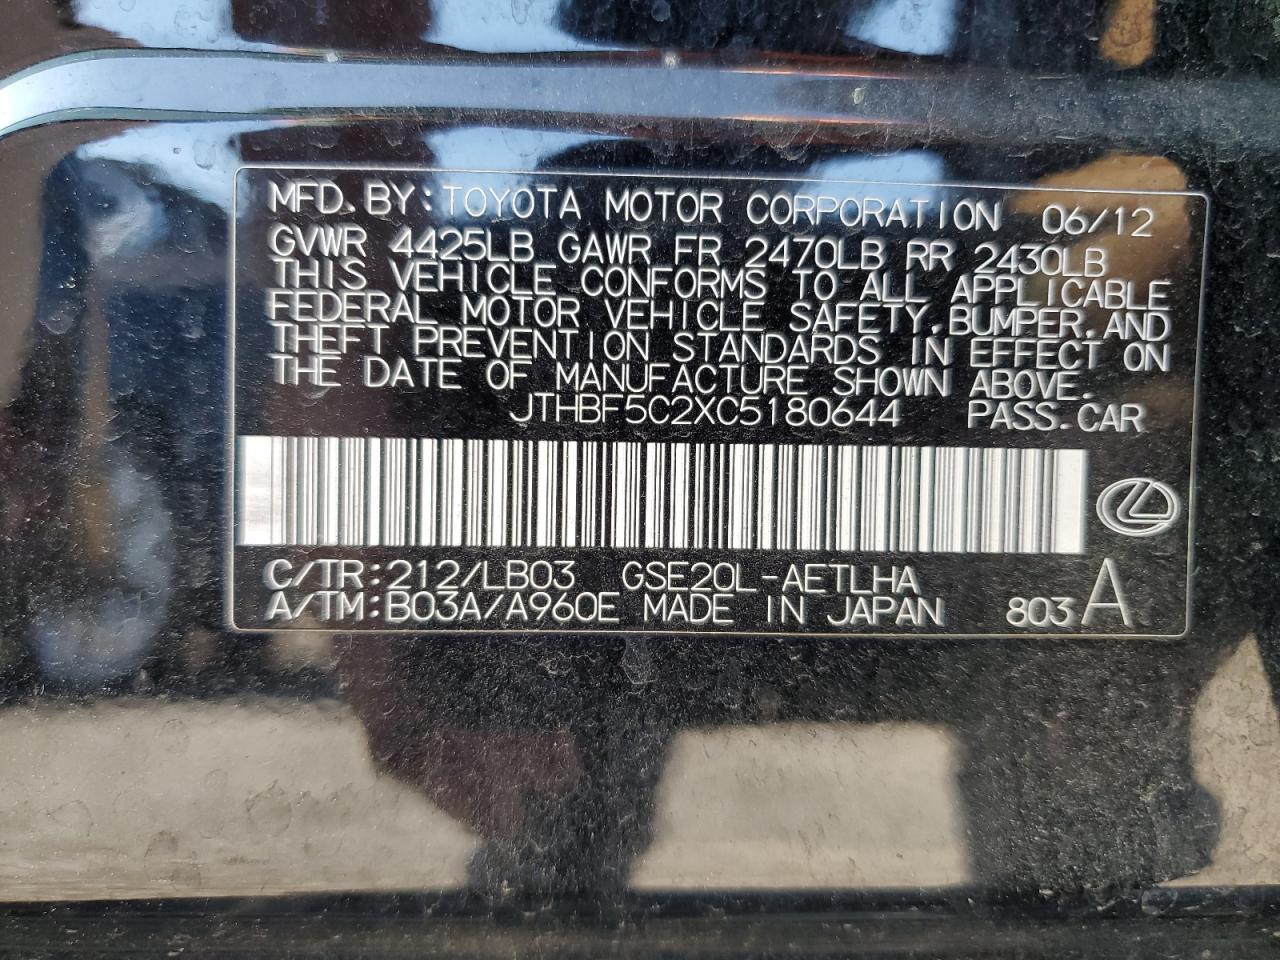 MFD. BY: TOYOTA MOTOR CORPORATION 06/12
GVWR 4425LB GAWR FR 2470LB RR 2430LB
THIS VEHICLE CONFORMS TO ALL APPLICABLE
FEDERAL MOTOR VEHICLE SAFETY, BUMPER, AND
THEFT PREVENTION STANDARDS IN EFFECT ON
THE DATE OF MANUFACTURE SHOWN ABOVE.
JTHBF5C2XC5180644 PASS. CAR
C/TR: 212/LB03 GSE20L-AETLHA
A/TM: B03A/A960E MADE IN JAPAN 803 A